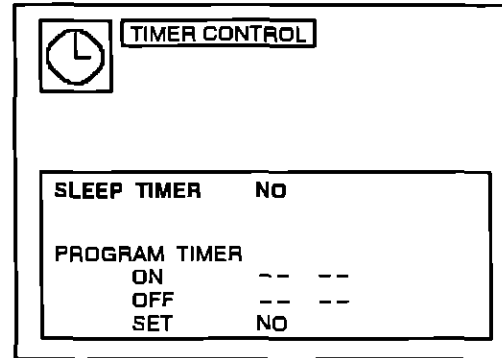 TIMER CONTROL
SLEEP TIMER NO
PROGRAM TIMER
ON -- --
OFF -- --
SET NO